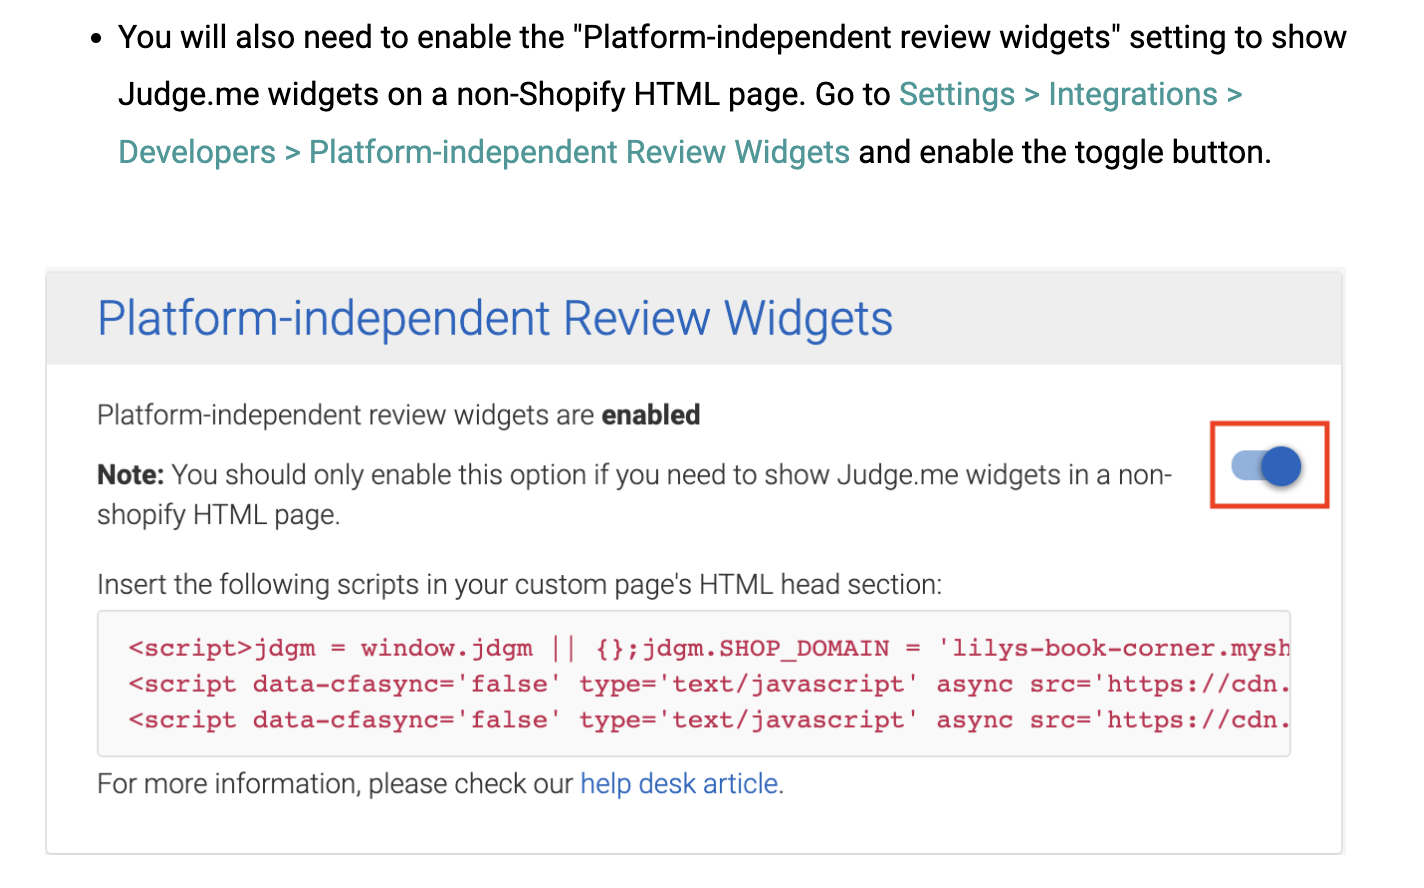 You will also need to enable the "Platform-independent review widgets" setting to show
Judge.me widgets on a non-Shopify HTML page. Go to Settings > Integrations >
Developers > Platform-independent Review Widgets and enable the toggle button.
Platform-independent Review Widgets
Platform-independent review widgets are enabled
Note: You should only enable this option if you need to show Judge.me widgets in a non-
shopify HTML page.
Insert the following scripts in your custom page's HTML head section:
<script>jdgm = window.jdgm || {};jdgm.SHOP_DOMAIN = 'lilys-book-corner.mysh
<script data-cfasync='false' type='text/javascript' async src='https://cdn.
<script data-cfasync='false' type='text/javascript' async src='https://cdn.
For more information, please check our help desk article.